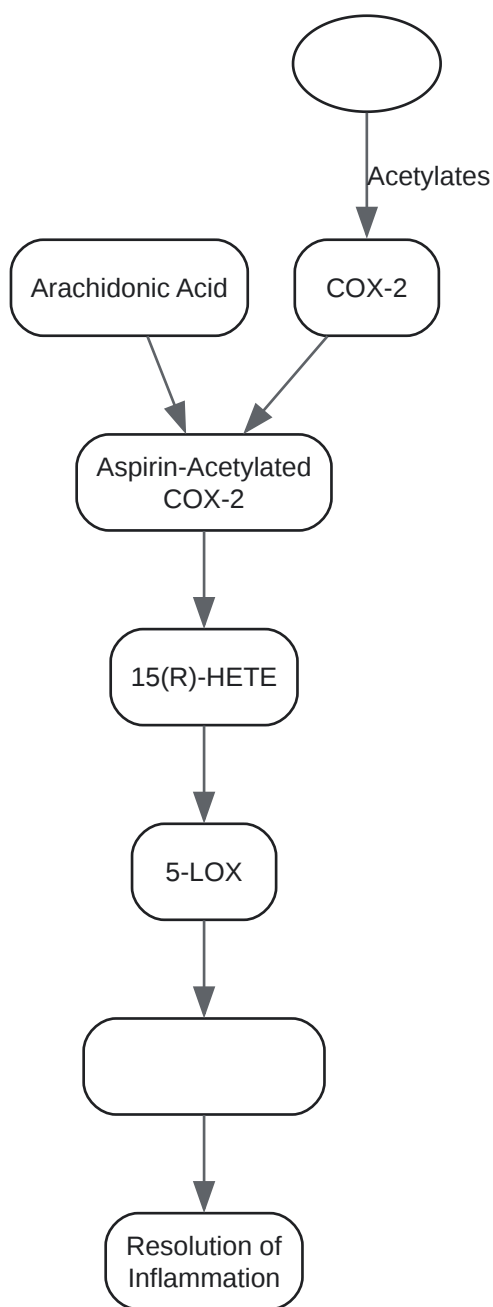 Acetylates
Arachidonic Acid
COX-2
Aspirin-Acetylated
COX-2
15(R)-HETE
5-LOX
Resolution of
Inflammation